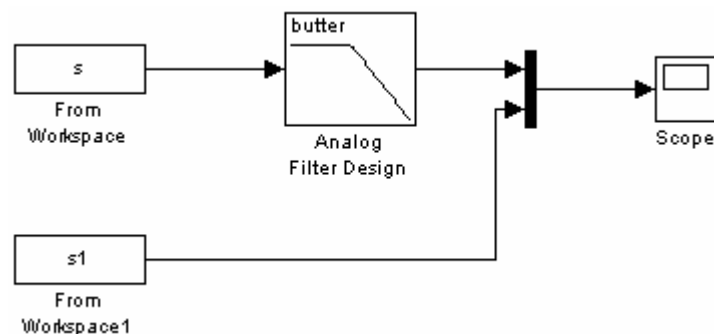 butter
s
From
Workspace
Analog
Filter Design
Scope
s1
From
Workspace1